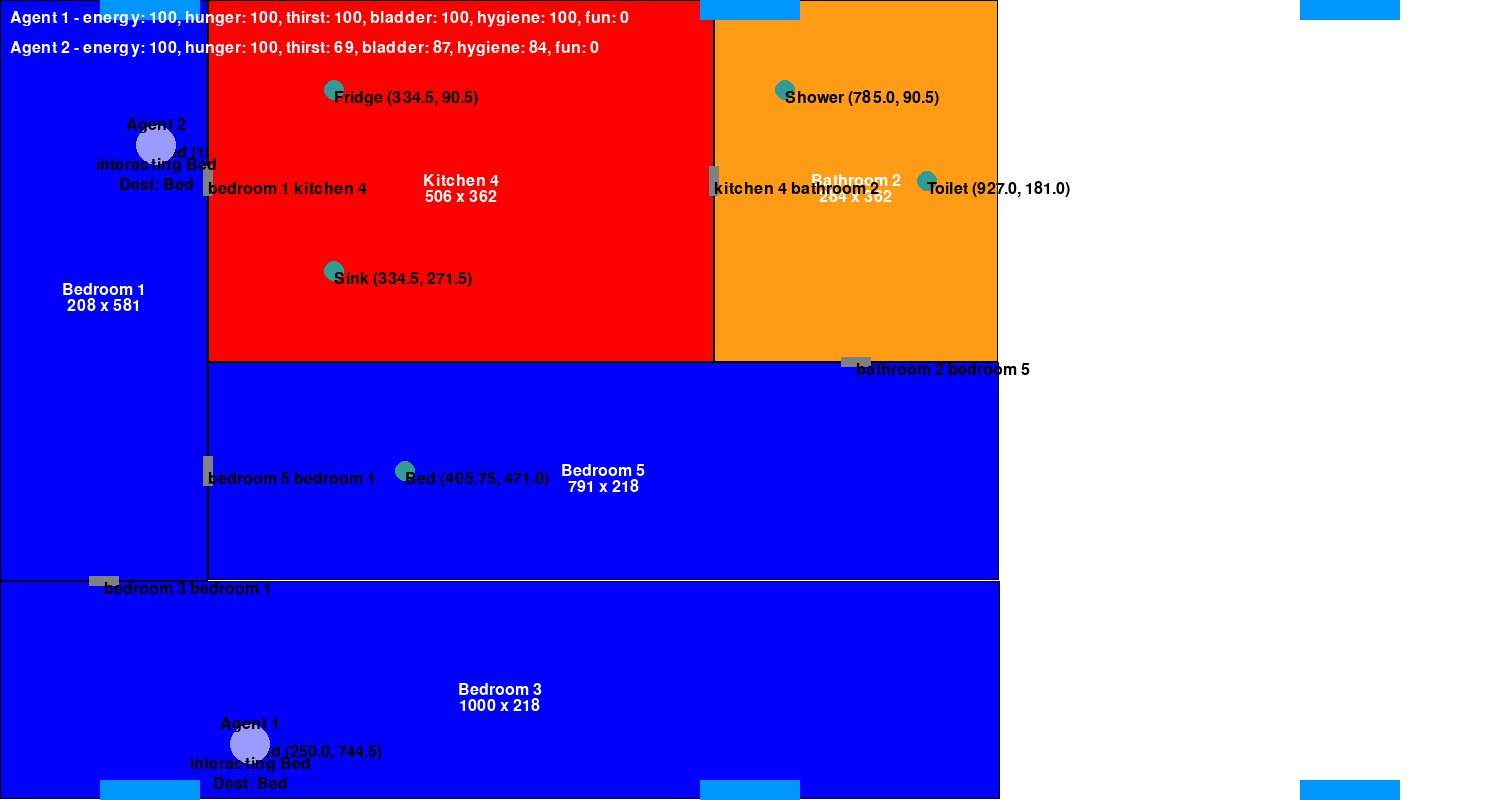 Agent 1 - energy: 100, hunger: 100, thirst: 100, bladder: 100, hygiene: 100, fun: 0
Agent 2 - energy: 100, hunger: 100, thirst: 69, bladder: 87, hygiene: 84, fun: 0
Fridge (334.5, 90.5)
Shower (785.0, 90.5)
Agent 2
interacting Bed
Dest: Bed
bedroom 1 kitchen 4
Kitchen 4
506 x 362
kitchen 4 bathroom 2
Bathroom 2
284 x 362
Toilet (927.0, 181.0)
Sink (334.5, 271.5)
Bedroom 1
208 x 581
bathroom 2 bedroom 5
bedroom 5 bedroom 1
Bed (405.75, 471.0)
Bedroom 5
791 x 218
bedroom 3 bedroom 1
Bedroom 3
1000 x 218
Agent 1
(250.0, 744.5)
interacting Bed
Dest: Bed